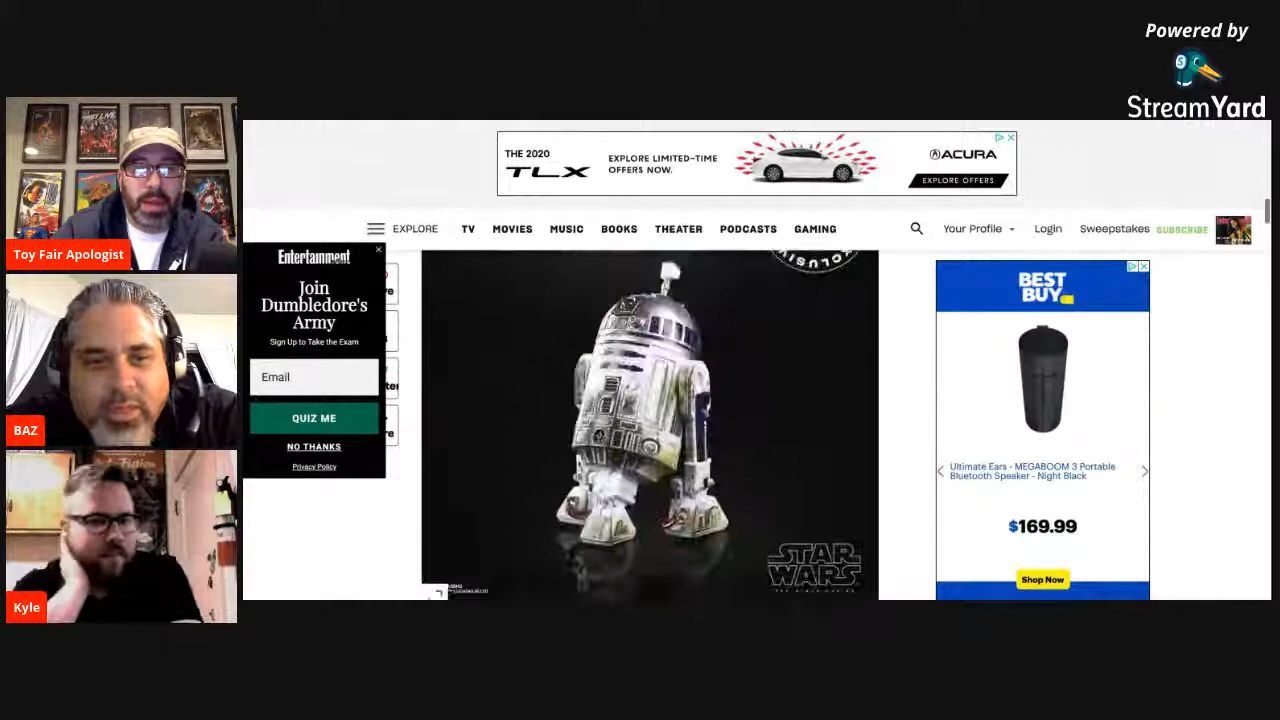 Powered by
StreamYard
THEY LIVE
Toy Fair Apologist
BAZ
Kyle
THE 2020
TLX
EXPLORE LIMITED-TIME
OFFERS NOW.
ACURA
EXPLORE OFFERS
EXPLORE TV MOVIES MUSIC BOOKS THEATER PODCASTS GAMING Your Profile Login Sweepstakes SUBSCRIBE
Entertainment
Join
Dumbledore's
Army
Sign Up to Take the Exam
Email
QUIZ ME
NO THANKS
Privacy Policy
STAR
WARS
BEST
BUY
Ultimate Ears - MEGABOOM 3 Portable
Bluetooth Speaker - Night Black
$169.99
Shop Now